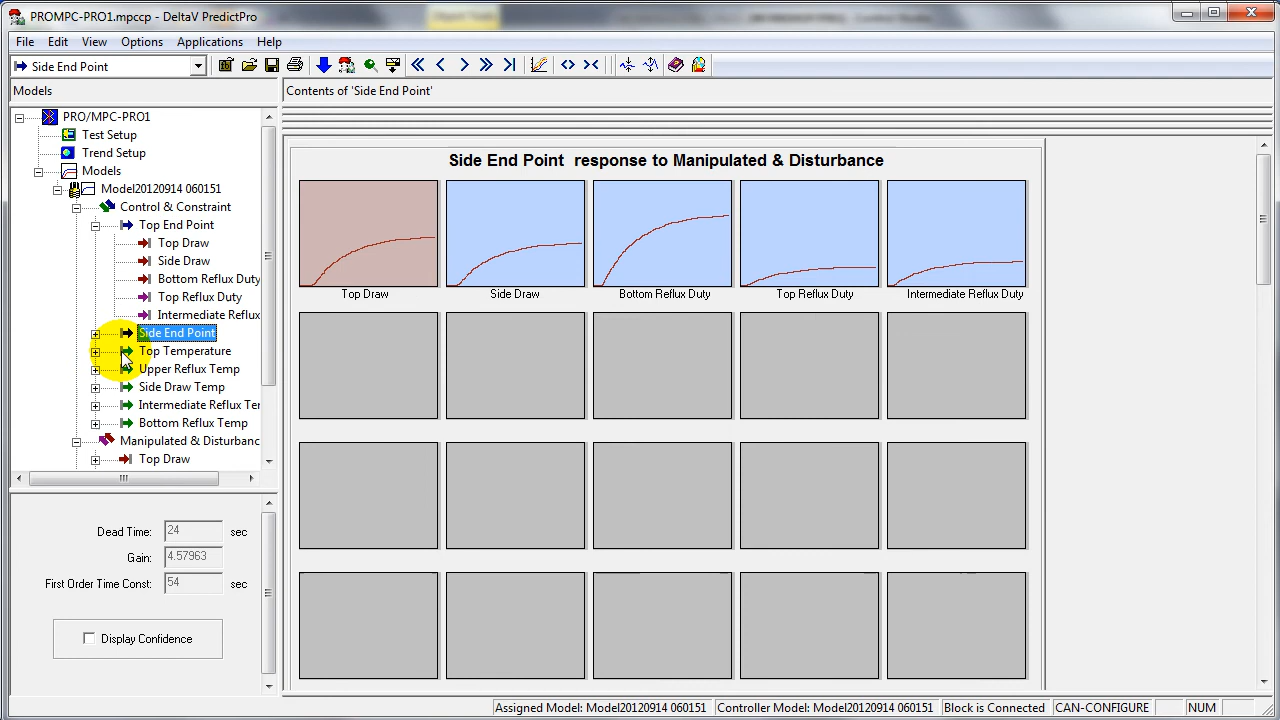 PROMPC-PRO1.mpccp - DeltaV PredictPro
File Edit View Options Applications Help
Side End Point
Models
Contents of 'Side End Point'
PRO/MPC-PRO1
Test Setup
Trend Setup
Models
Model20120914 060151
Control & Constraint
Top End Point
Top Draw
Side Draw
Bottom Reflux Duty
Top Reflux Duty
Intermediate Reflux
Side End Point
Top Temperature
Upper Reflux Temp
Side Draw Temp
Intermediate Reflux Ter
Bottom Reflux Temp
Manipulated & Disturbanc
Top Draw
Dead Time: 24 sec
Gain: 4.57963
First Order Time Const: 54 sec
Display Confidence
Side End Point response to Manipulated & Disturbance
Top Draw Side Draw Bottom Reflux Duty Top Reflux Duty Intermediate Reflux Duty
Assigned Model: Model20120914 060151 Controller Model: Model20120914 060151 Block is Connected CAN-CONFIGURE NUM